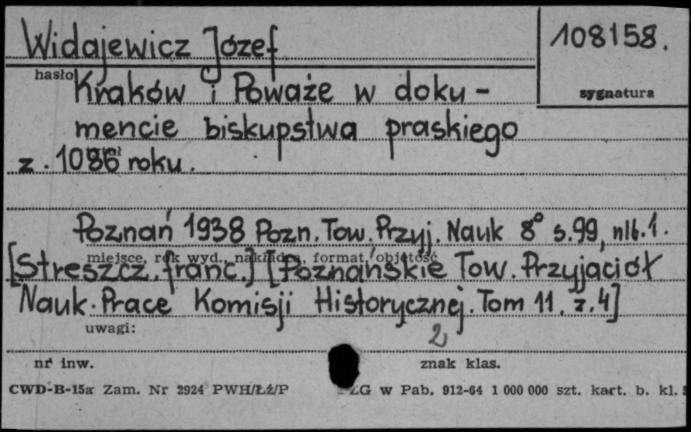 Widajewicz Józef
108158.
hasło
sygnatura
Kraków i Poważe w doku-
mencie biskupstwa praskiego
z. 1086 roku.
Poznań 1938 Pozn. Tow. Przyj. Nauk 8° s. 99, nlb. 1.
miejsce, rok wyd., nakładca, format, objętość
[Streszcz. franc.] [Poznańskie Tow. Przyjaciół
Nauk. Prace Komisji Historycznej. Tom 11, z. 4]
uwagi:
2
nr inw.
znak klas.
CWD-B-15a Zam. Nr 2924 PWH/Łź/P
ZG w Pab. 912-64 1 000 000 szt. kart. b. kl.